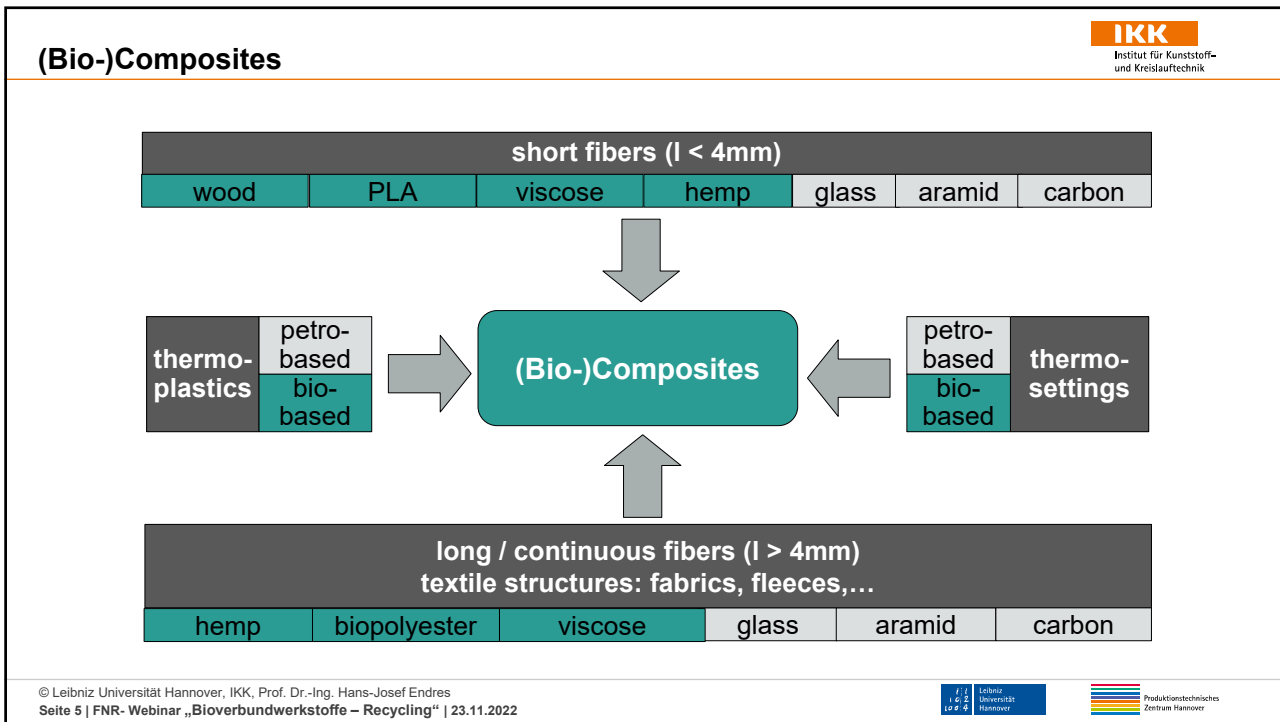 (Bio-)Composites
IKK
Institut für Kunststoff-
und Kreislauftechnik
short fibers (l < 4mm)
wood PLA viscose hemp glass aramid carbon
thermo-
plastics
petro-
based
bio-
based
(Bio-)Composites
petro-
based
bio-
based
thermo-
settings
long / continuous fibers (l > 4mm)
textile structures: fabrics, fleeces,…
hemp biopolyester viscose glass aramid carbon
© Leibniz Universität Hannover, IKK, Prof. Dr.-Ing. Hans-Josef Endres
Seite 5 | FNR- Webinar „Bioverbundwerkstoffe – Recycling“ | 23.11.2022
Leibniz
Universität
Hannover
Produktionstechnisches
Zentrum Hannover